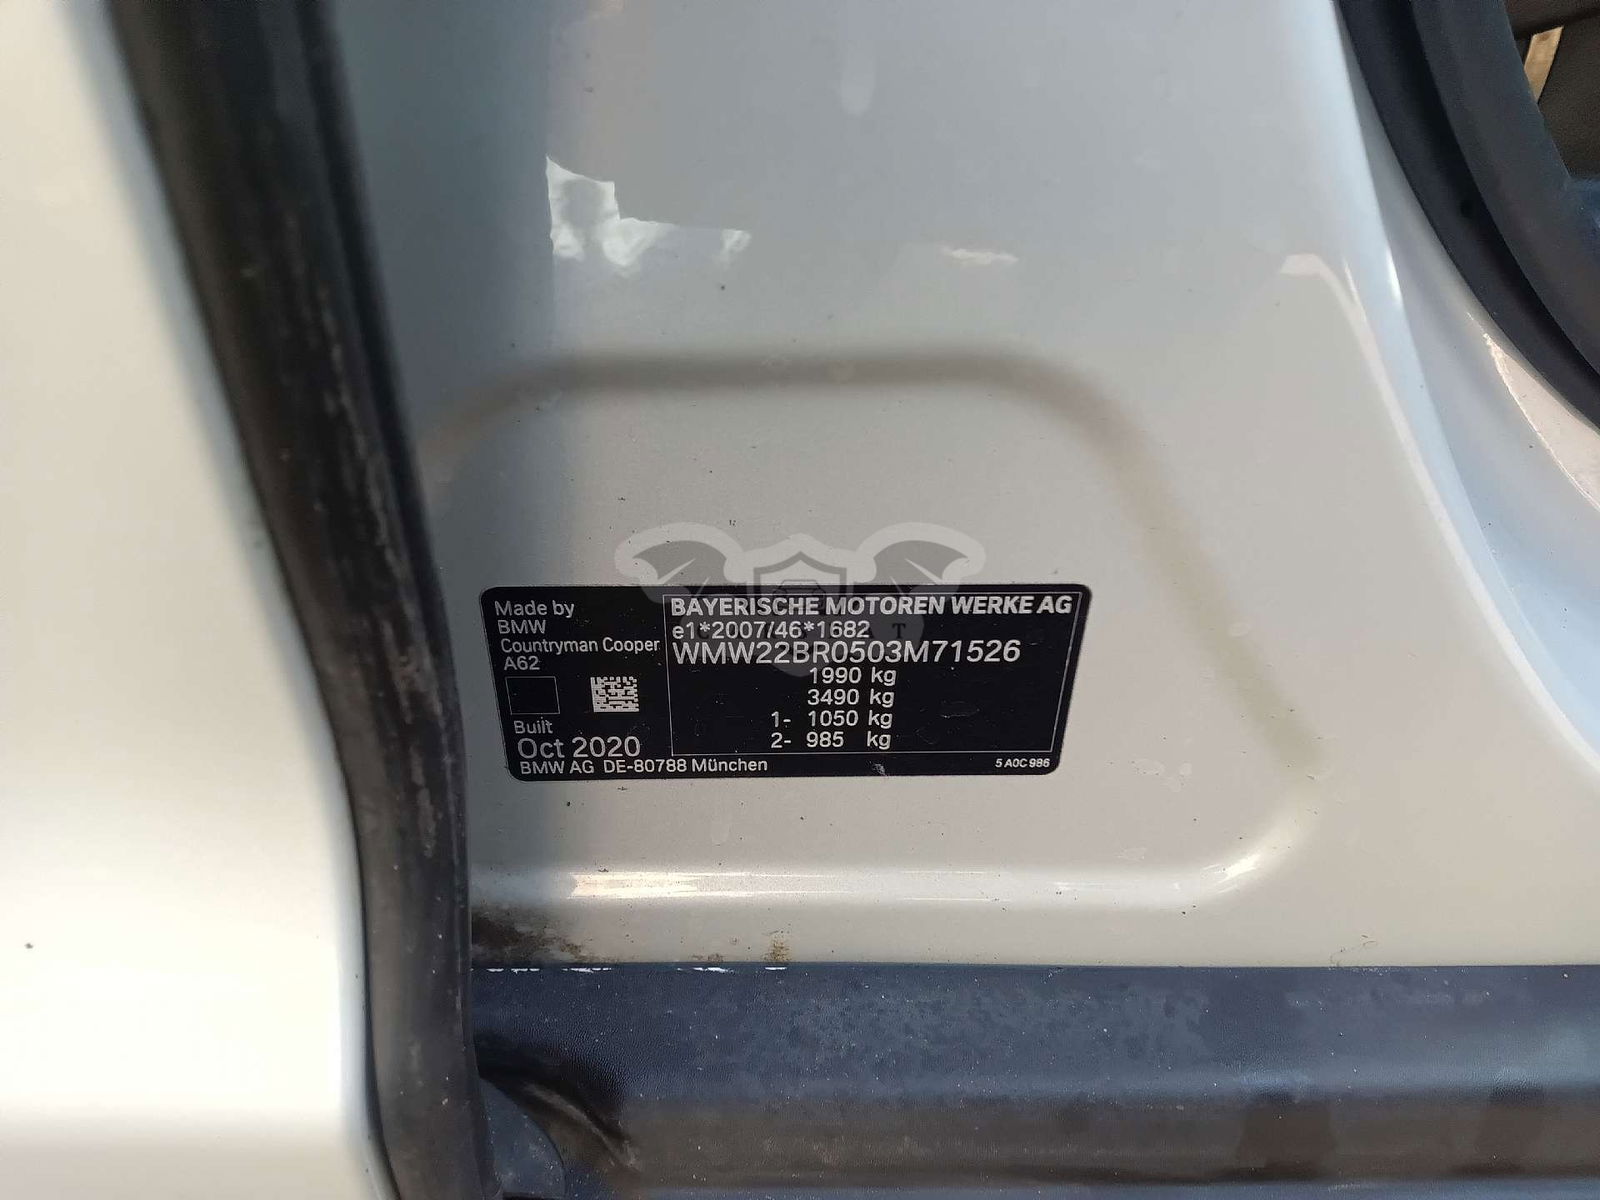 Made by
BMW
Countryman Cooper
A62
Built
Oct 2020
BMW AG DE-80788 München
BAYERISCHE MOTOREN WERKE AG
e1*2007/46*1682
WMW22BR0503M71526
1990 kg
3490 kg
1- 1050 kg
2- 985 kg
5 A0C 986